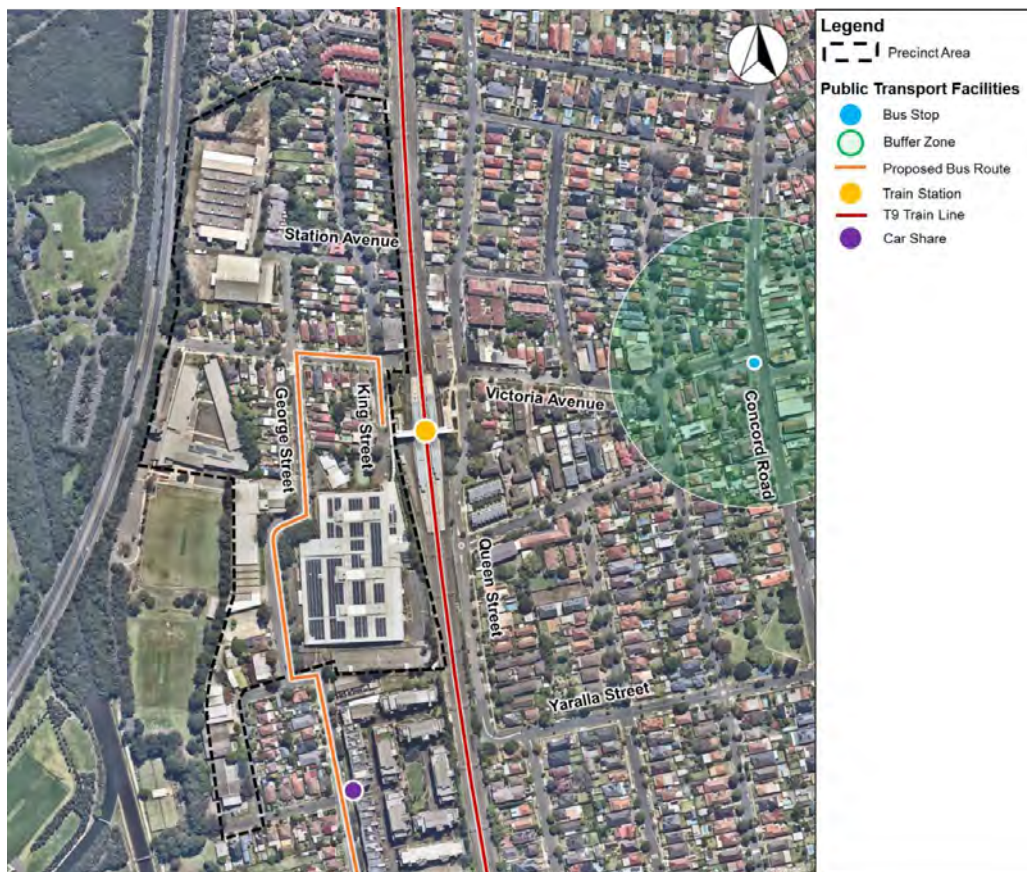 Legend
Precinct Area
Public Transport Facilities
Bus Stop
Buffer Zone
Proposed Bus Route
Train Station
T9 Train Line
Car Share
Station Avenue
Victoria Avenue
King Street
George Street
Concord Road
Queen Street
Yaralla Street